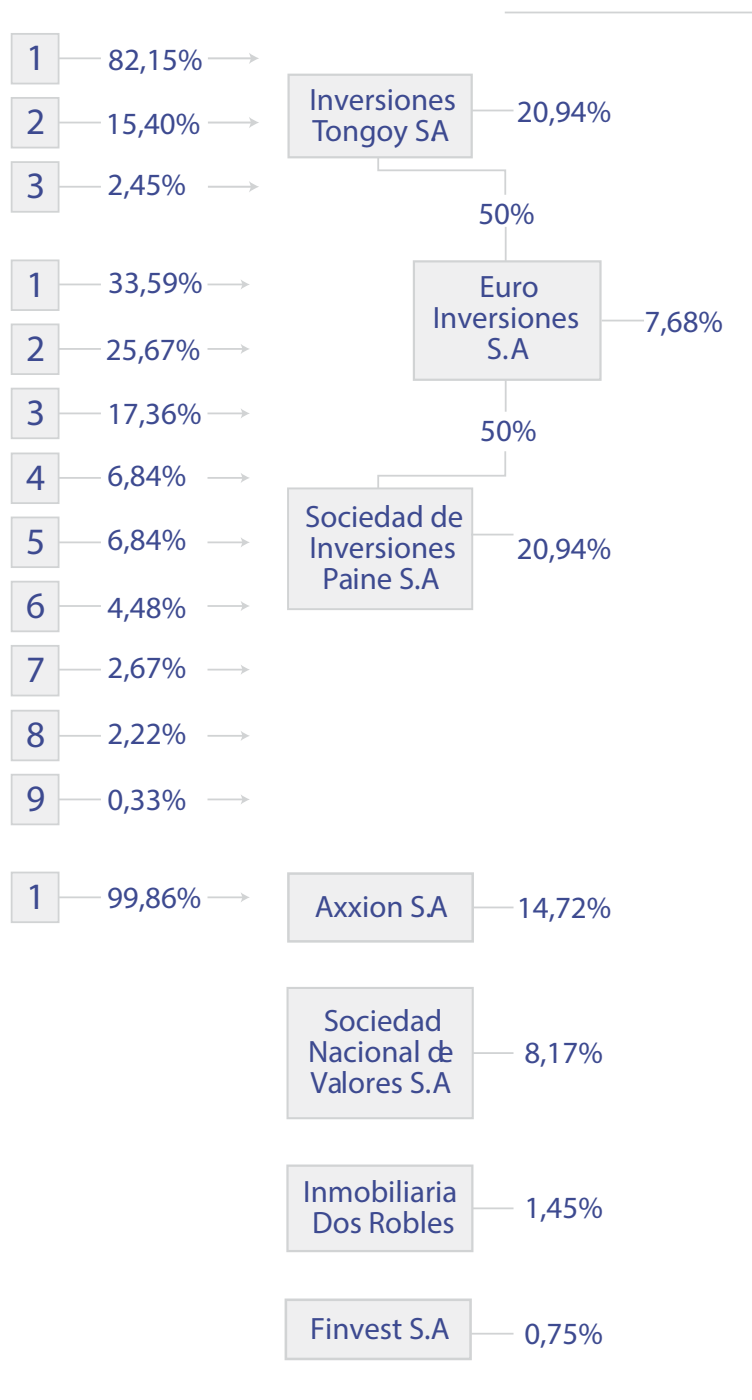 1
82,15%
2
15,40%
3
2,45%
Inversiones
Tongoy SA
20,94%
50%
1
33,59%
2
25,67%
3
17,36%
4
6,84%
5
6,84%
6
4,48%
7
2,67%
8
2,22%
9
0,33%
Euro
Inversiones
S.A
7,68%
50%
Sociedad de
Inversiones
Paine S.A
20,94%
1
99,86%
Axxion S.A
14,72%
Sociedad
Nacional de
Valores S.A
8,17%
Inmobiliaria
Dos Robles
1,45%
Finvest S.A
0,75%